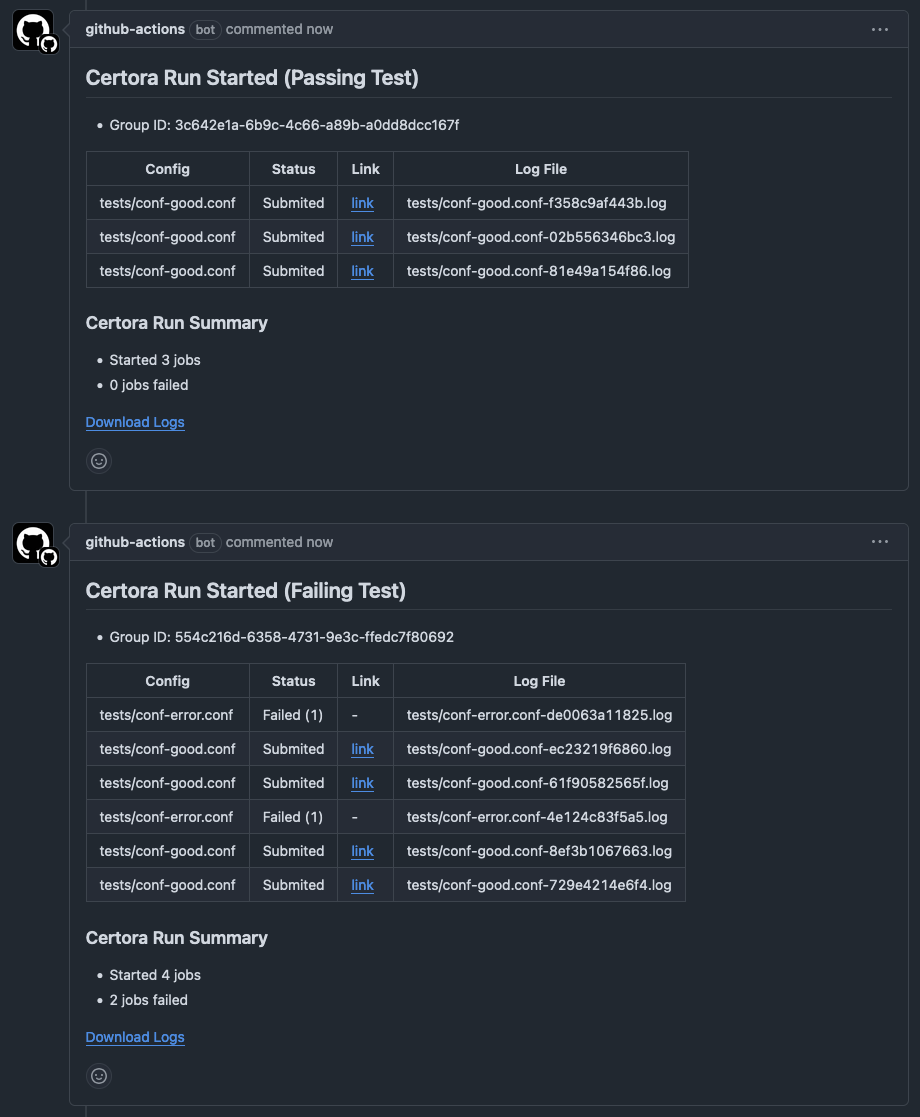 github-actions bot commented now
Certora Run Started (Passing Test)
Group ID: 3c642e1a-6b9c-4c66-a89b-a0dd8dcc167f
Config Status Link Log File
tests/conf-good.conf Submited link tests/conf-good.conf-f358c9af443b.log
tests/conf-good.conf Submited link tests/conf-good.conf-02b556346bc3.log
tests/conf-good.conf Submited link tests/conf-good.conf-81e49a154f86.log
Certora Run Summary
Started 3 jobs
0 jobs failed
Download Logs
github-actions bot commented now
Certora Run Started (Failing Test)
Group ID: 554c216d-6358-4731-9e3c-ffedc7f80692
Config Status Link Log File
tests/conf-error.conf Failed (1) - tests/conf-error.conf-de0063a11825.log
tests/conf-good.conf Submited link tests/conf-good.conf-ec23219f6860.log
tests/conf-good.conf Submited link tests/conf-good.conf-61f90582565f.log
tests/conf-error.conf Failed (1) - tests/conf-error.conf-4e124c83f5a5.log
tests/conf-good.conf Submited link tests/conf-good.conf-8ef3b1067663.log
tests/conf-good.conf Submited link tests/conf-good.conf-729e4214e6f4.log
Certora Run Summary
Started 4 jobs
2 jobs failed
Download Logs